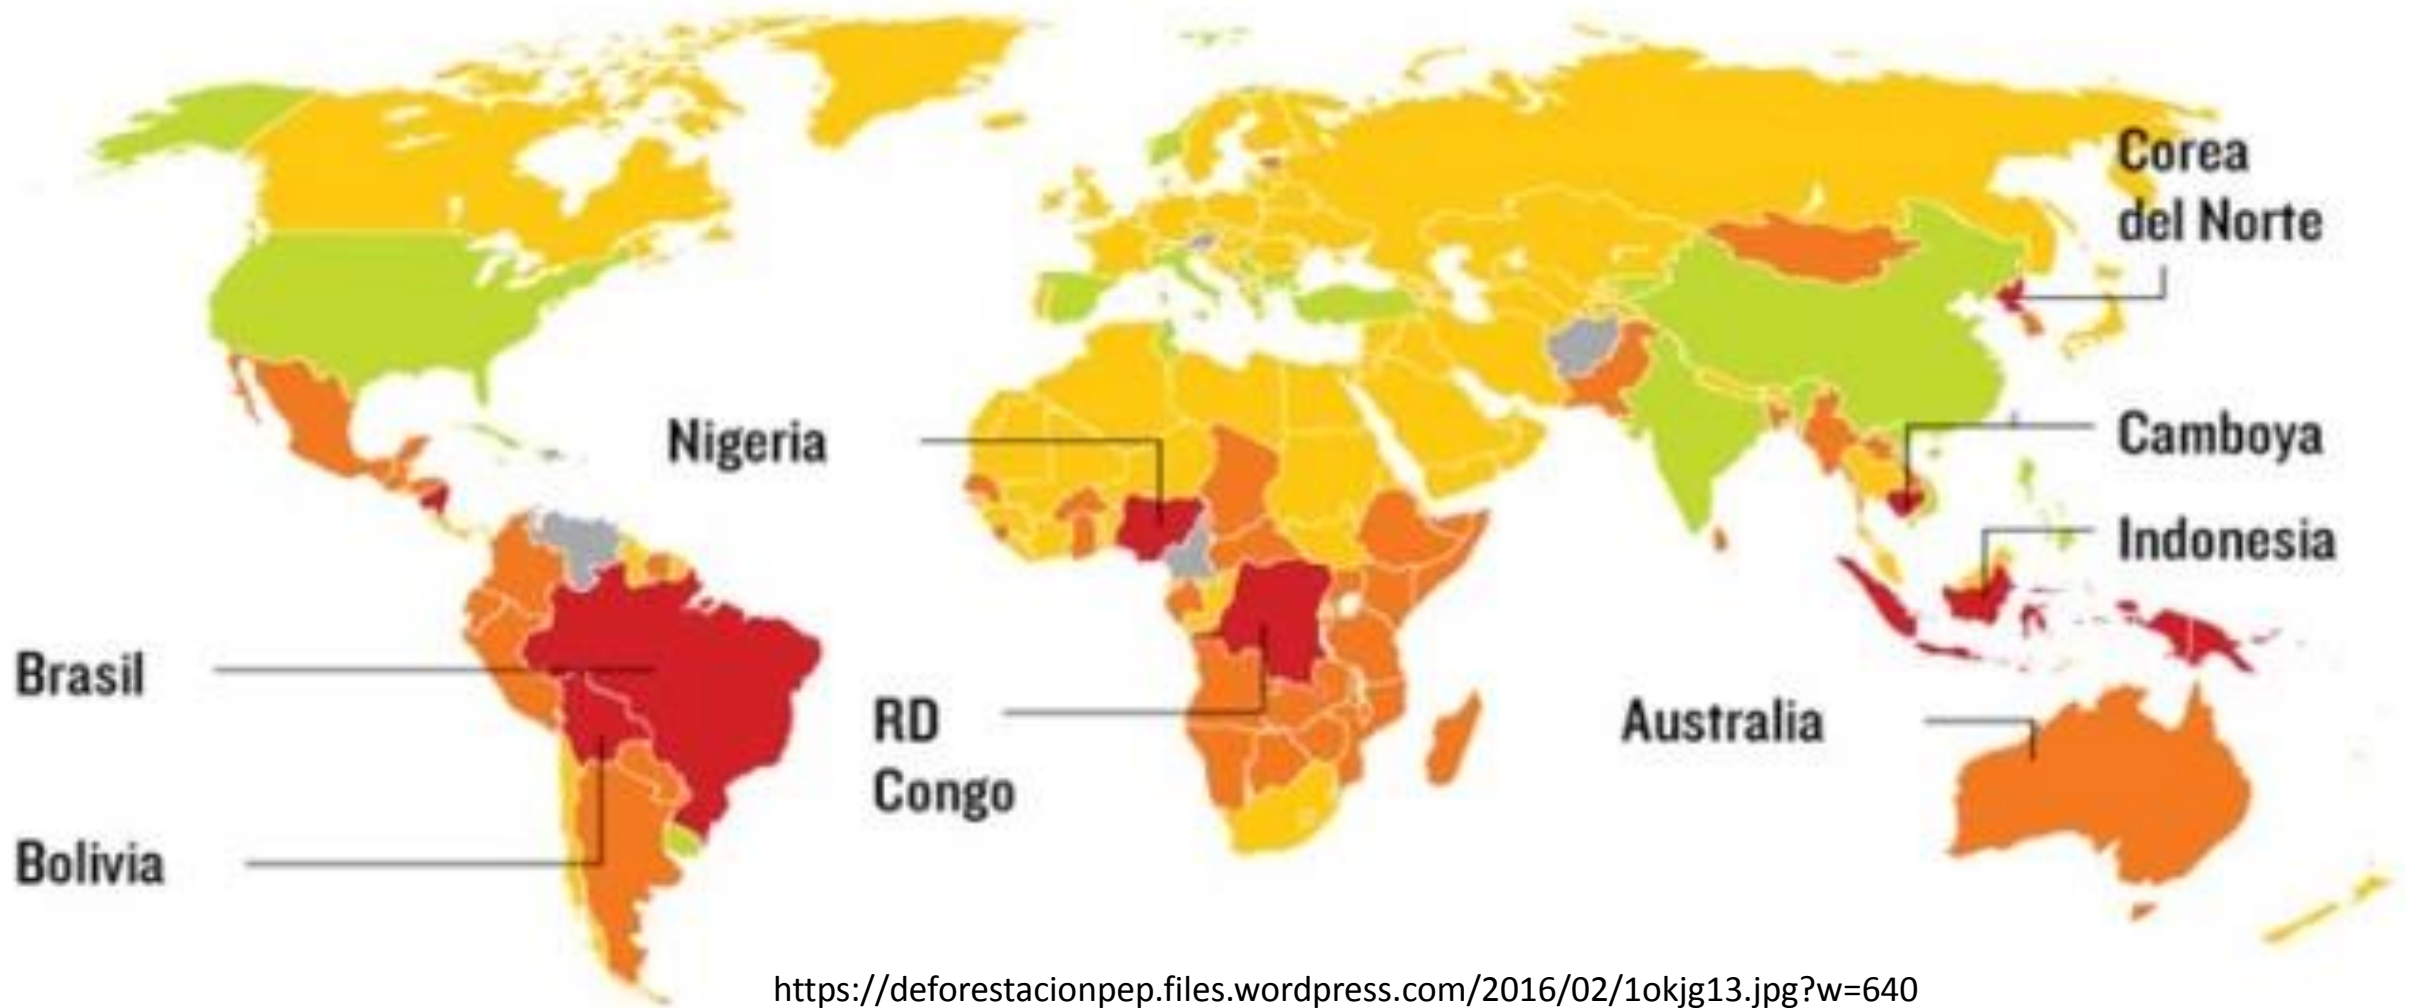 Corea
del Norte
Nigeria
Camboya
Indonesia
Brasil
RD
Congo
Australia
Bolivia
https://deforestacionpep.files.wordpress.com/2016/02/1okjg13.jpg?w=640